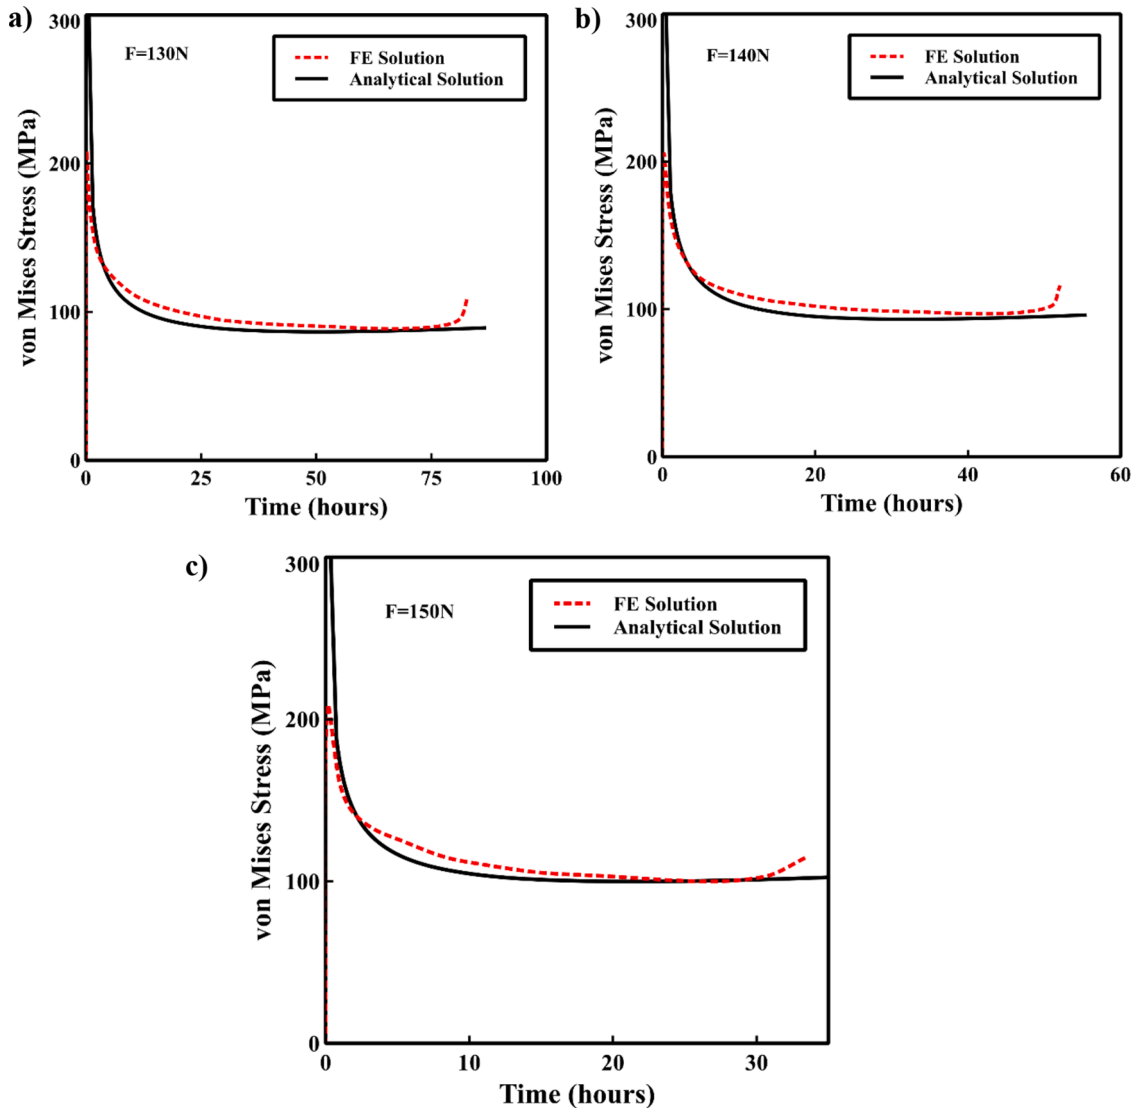 a)
F=130N
FE Solution
Analytical Solution
300
200
100
0
von Mises Stress (MPa)
0 25 50 75 100
Time (hours)
b)
F=140N
FE Solution
Analytical Solution
300
200
100
0
von Mises Stress (MPa)
0 20 40 60
Time (hours)
c)
F=150N
FE Solution
Analytical Solution
300
200
100
0
von Mises Stress (MPa)
0 10 20 30
Time (hours)